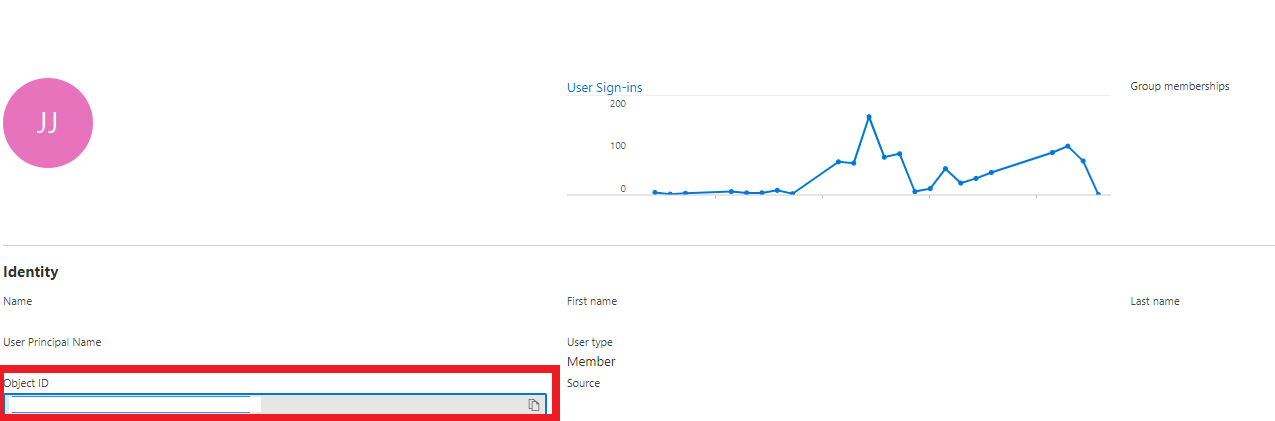 JJ
User Sign-ins
200
100
0
Group memberships
Identity
Name
First name
Last name
User Principal Name
User type
Member
Object ID
Source